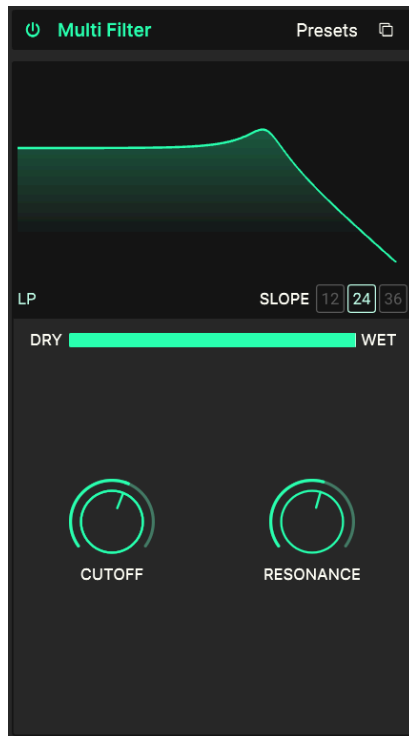 Multi Filter Presets
LP SLOPE 12 24 36
DRY WET
CUTOFF RESONANCE